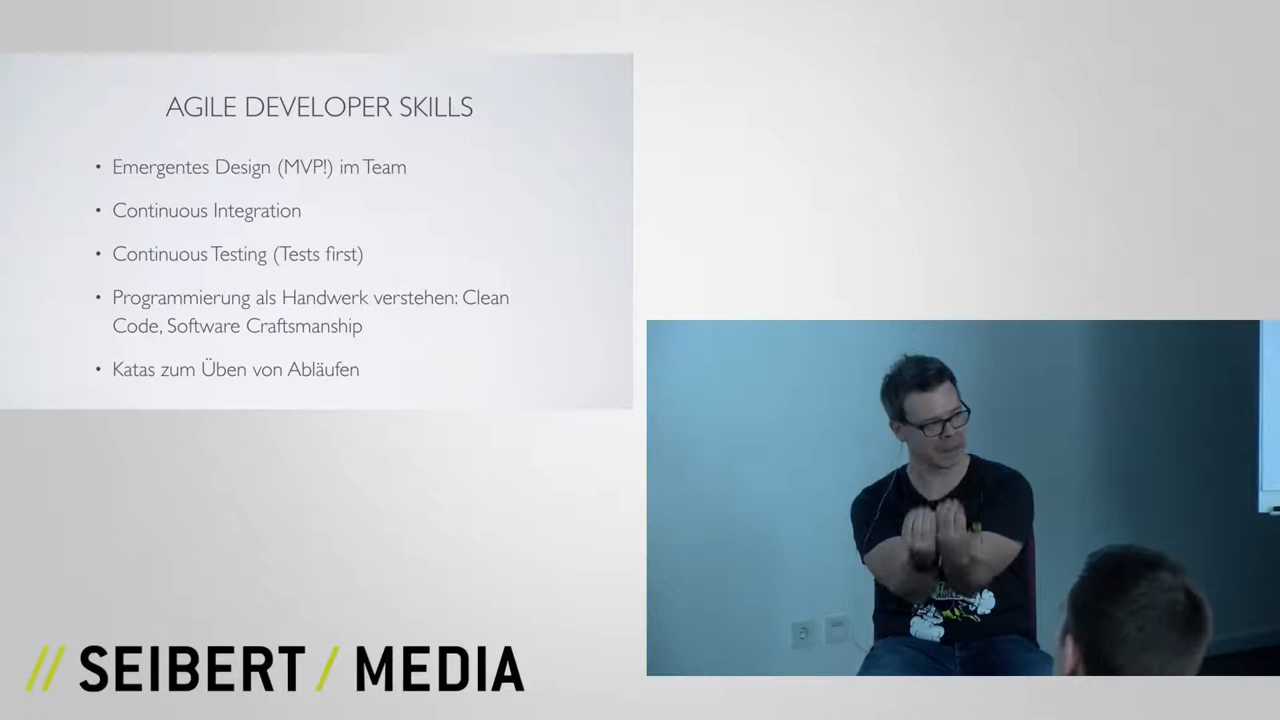 AGILE DEVELOPER SKILLS
• Emergentes Design (MVP!) im Team
• Continuous Integration
• Continuous Testing (Tests first)
• Programmierung als Handwerk verstehen: Clean
Code, Software Craftsmanship
• Katas zum Üben von Abläufen
// SEIBERT / MEDIA